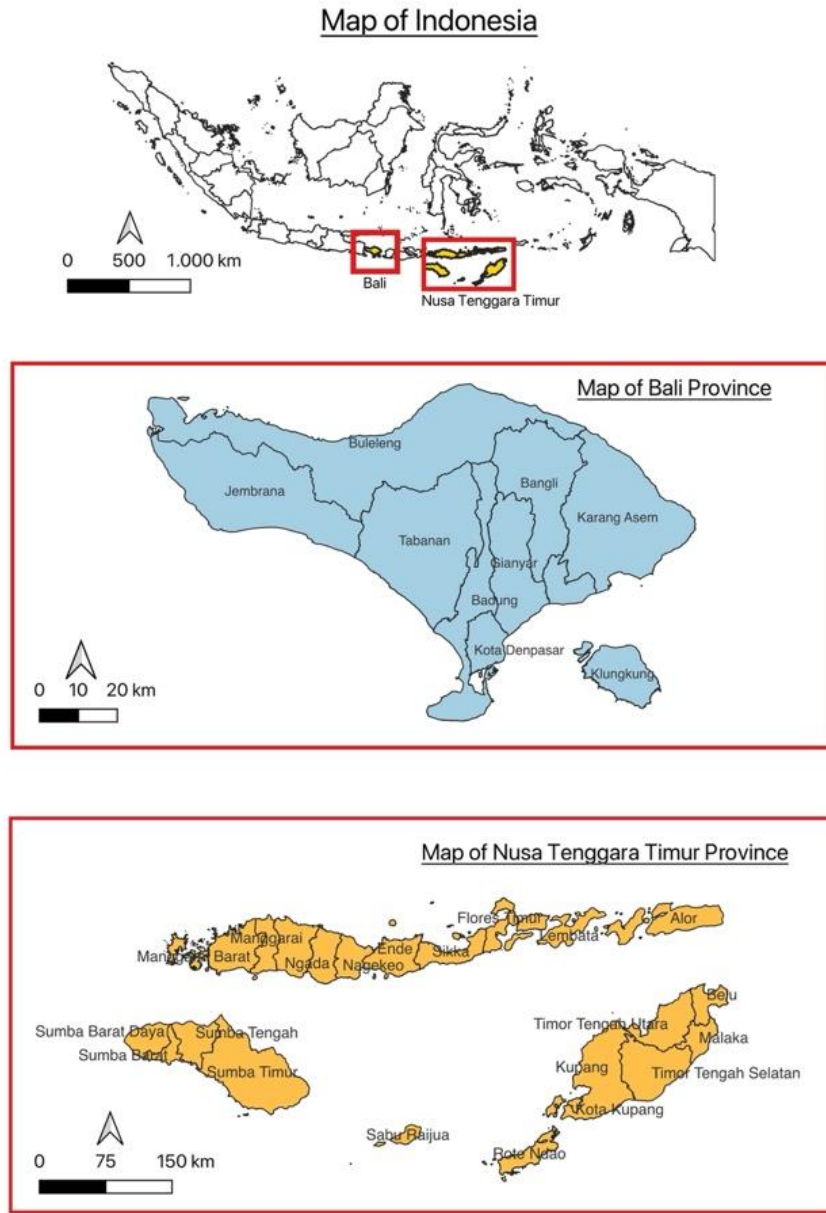 Map of Indonesia
0 500 1.000 km
Bali
Nusa Tenggara Timur
Map of Bali Province
Buleleng
Jembrana
Bangli
Karang Asem
Tabanan
Gianyar
Badung
Kota Denpasar
Klungkung
0 10 20 km
Map of Nusa Tenggara Timur Province
Flores Timur
Alor
Manggarai
Lembata
Ende
Manggarai Barat
Ngada
Nagekeo
Sikka
Belu
Sumba Barat Daya
Sumba Tengah
Timor Tengah Utara
Malaka
Sumba Barat
Sumba Timur
Kupang
Timor Tengah Selatan
Kota Kupang
Sabu Raijua
Rote Ndao
0 75 150 km